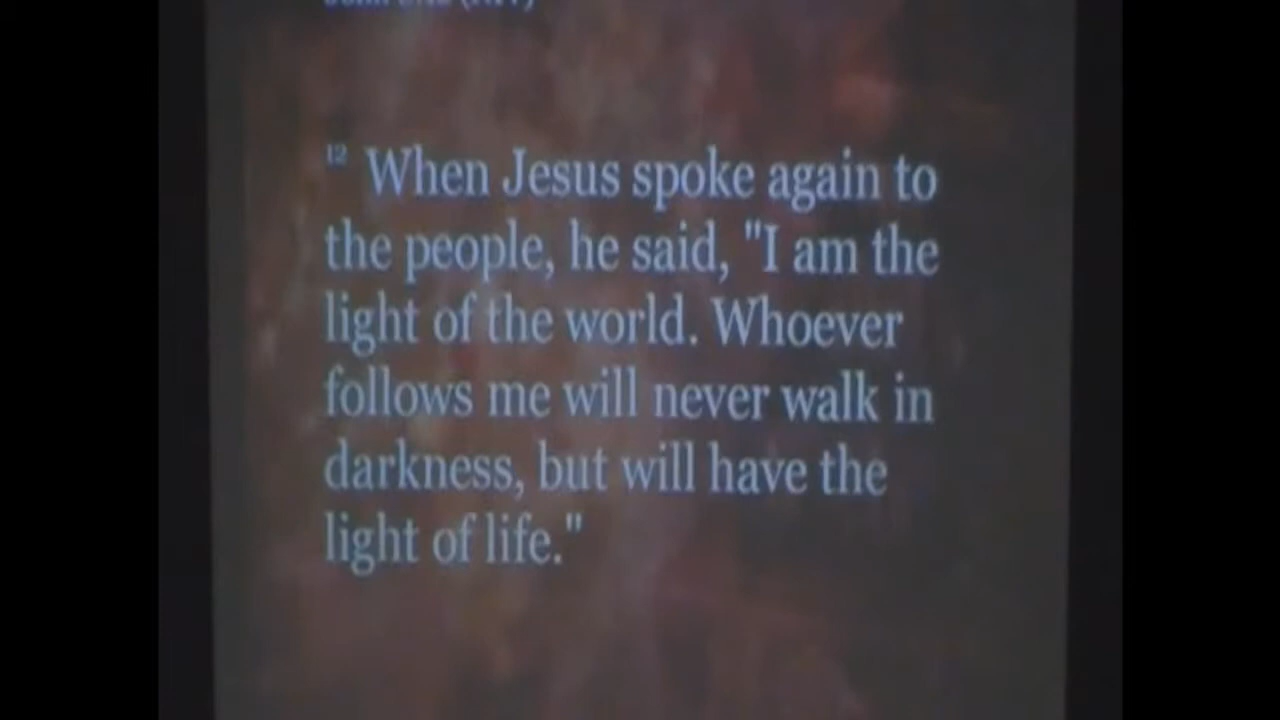 ¹² When Jesus spoke again to
the people, he said, "I am the
light of the world. Whoever
follows me will never walk in
darkness, but will have the
light of life."